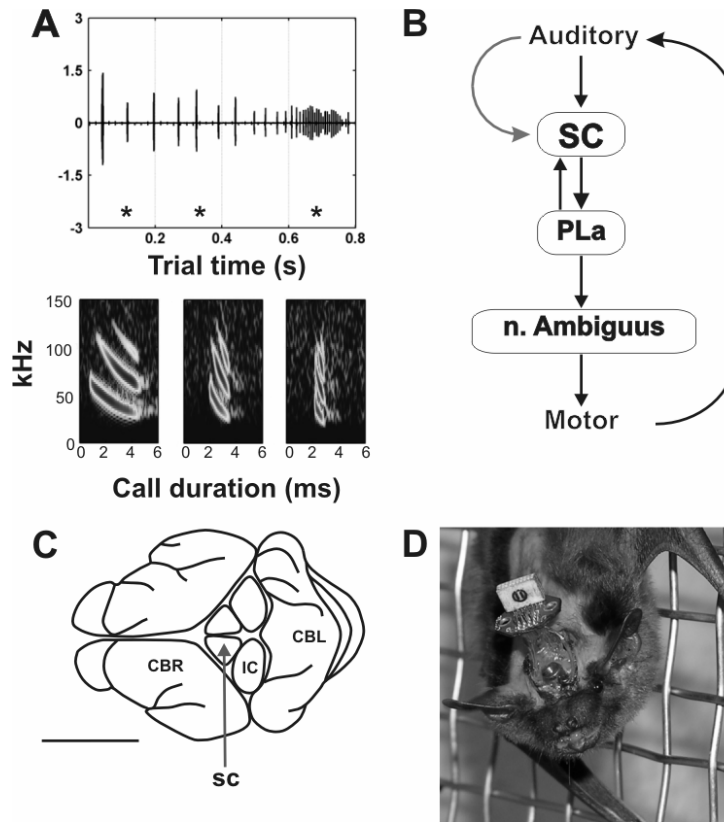 A
3
1.5
0
-1.5
-3
* * *
0.2 0.4 0.6 0.8
Trial time (s)
150
100
50
0
kHz
0 2 4 6 0 2 4 6 0 2 4 6
Call duration (ms)
B
Auditory
SC
PLa
n. Ambiguus
Motor
C
CBR
IC
CBL
SC
D